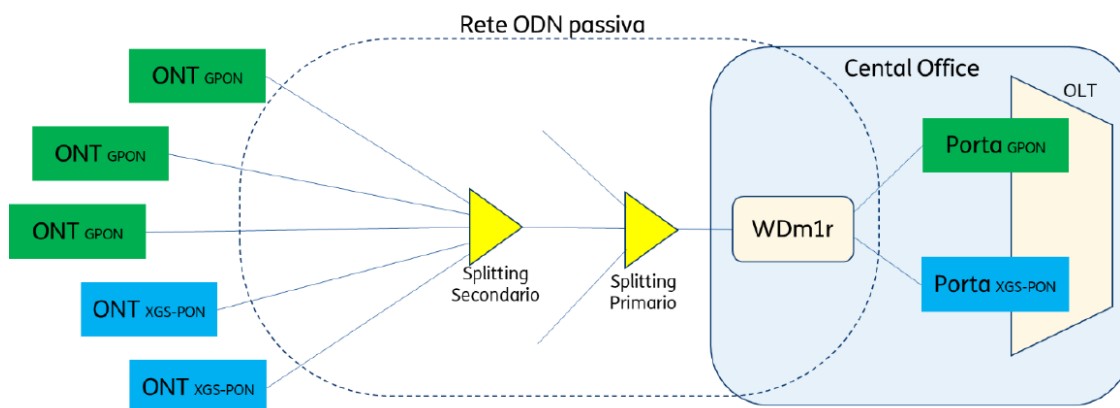 Rete ODN passiva
Cental Office
OLT
ONT GPON
ONT GPON
ONT GPON
ONT XGS-PON
ONT XGS-PON
Splitting
Secondario
Splitting
Primario
WDm1r
Porta GPON
Porta XGS-PON